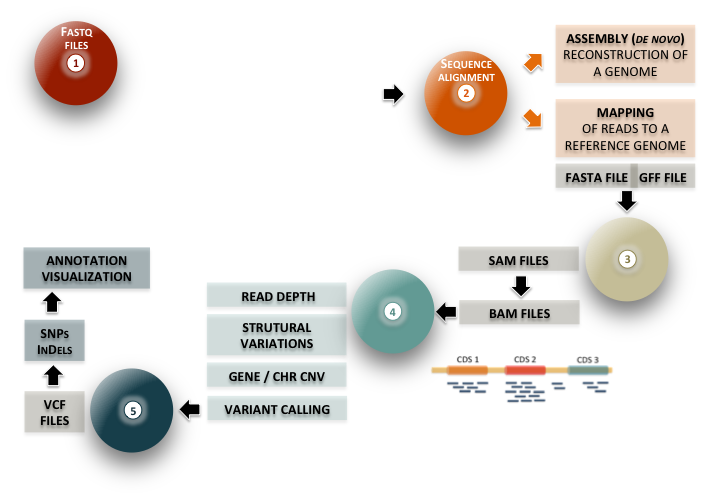 FASTQ
FILES
1
SEQUENCE
ALIGNMENT
2
ASSEMBLY (DE NOVO)
RECONSTRUCTION OF
A GENOME
MAPPING
OF READS TO A
REFERENCE GENOME
FASTA FILE GFF FILE
3
SAM FILES
BAM FILES
CDS 1 CDS 2 CDS 3
4
READ DEPTH
STRUTURAL
VARIATIONS
GENE / CHR CNV
VARIANT CALLING
5
VCF
FILES
SNPS
INDELS
ANNOTATION
VISUALIZATION